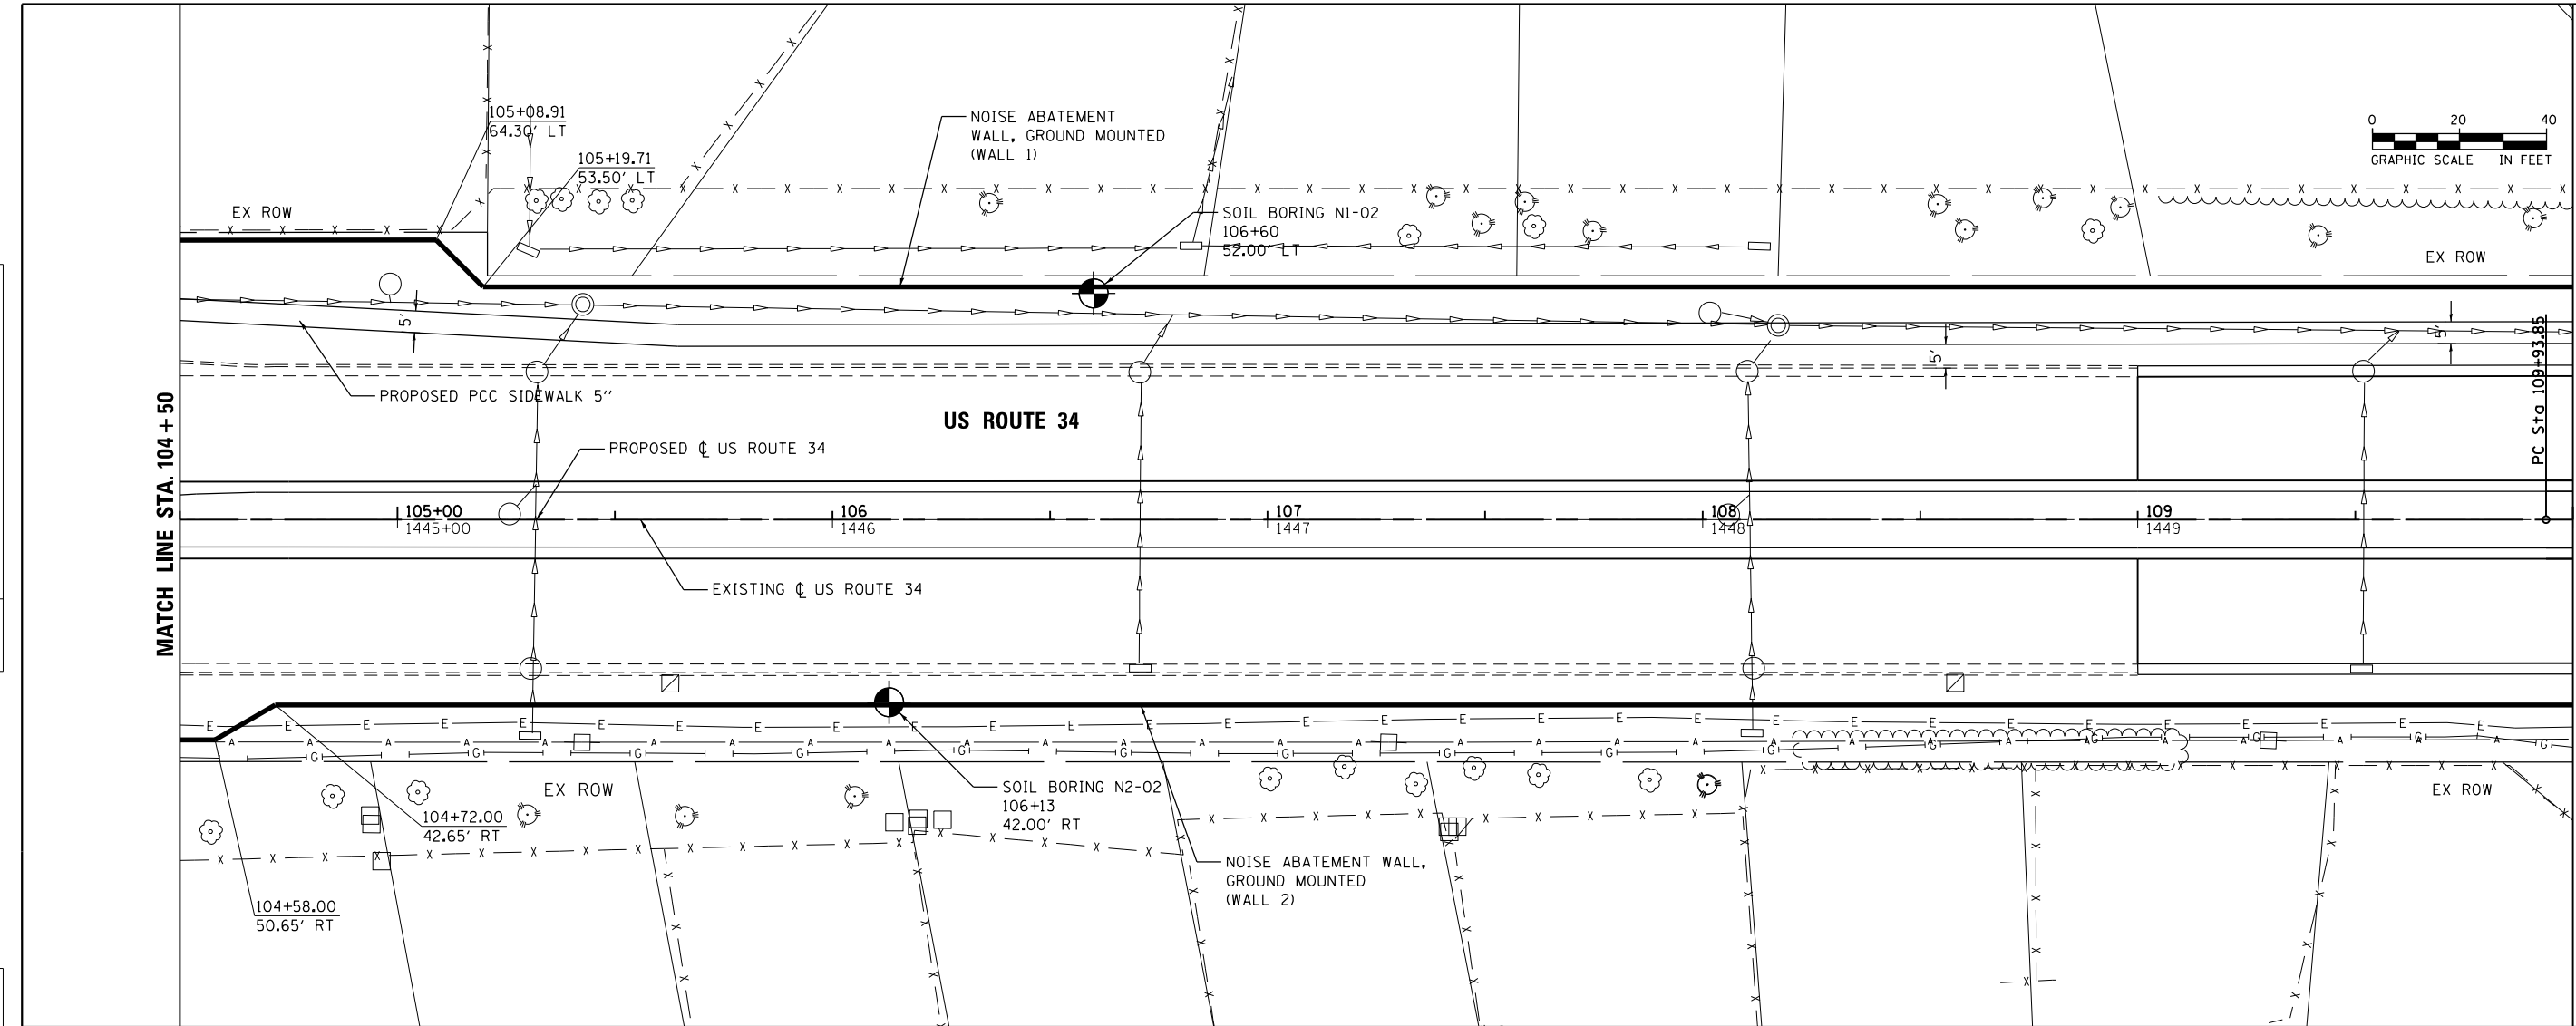 105+08.91
64.30' LT
105+19.71
53.50' LT
NOISE ABATEMENT
WALL, GROUND MOUNTED
(WALL 1)
0 20 40
GRAPHIC SCALE IN FEET
EX ROW
SOIL BORING N1-02
106+60
52.00' LT
EX ROW
5'
5'
5'
PROPOSED PCC SIDEWALK 5''
US ROUTE 34
PC Sta 109+93.85
MATCH LINE STA. 104+50
PROPOSED ℄ US ROUTE 34
105+00 106 107 108 109
1445+00 1446 1447 1448 1449
EXISTING ℄ US ROUTE 34
EX ROW
SOIL BORING N2-02
106+13
42.00' RT
EX ROW
104+72.00
42.65' RT
NOISE ABATEMENT WALL,
GROUND MOUNTED
(WALL 2)
104+58.00
50.65' RT